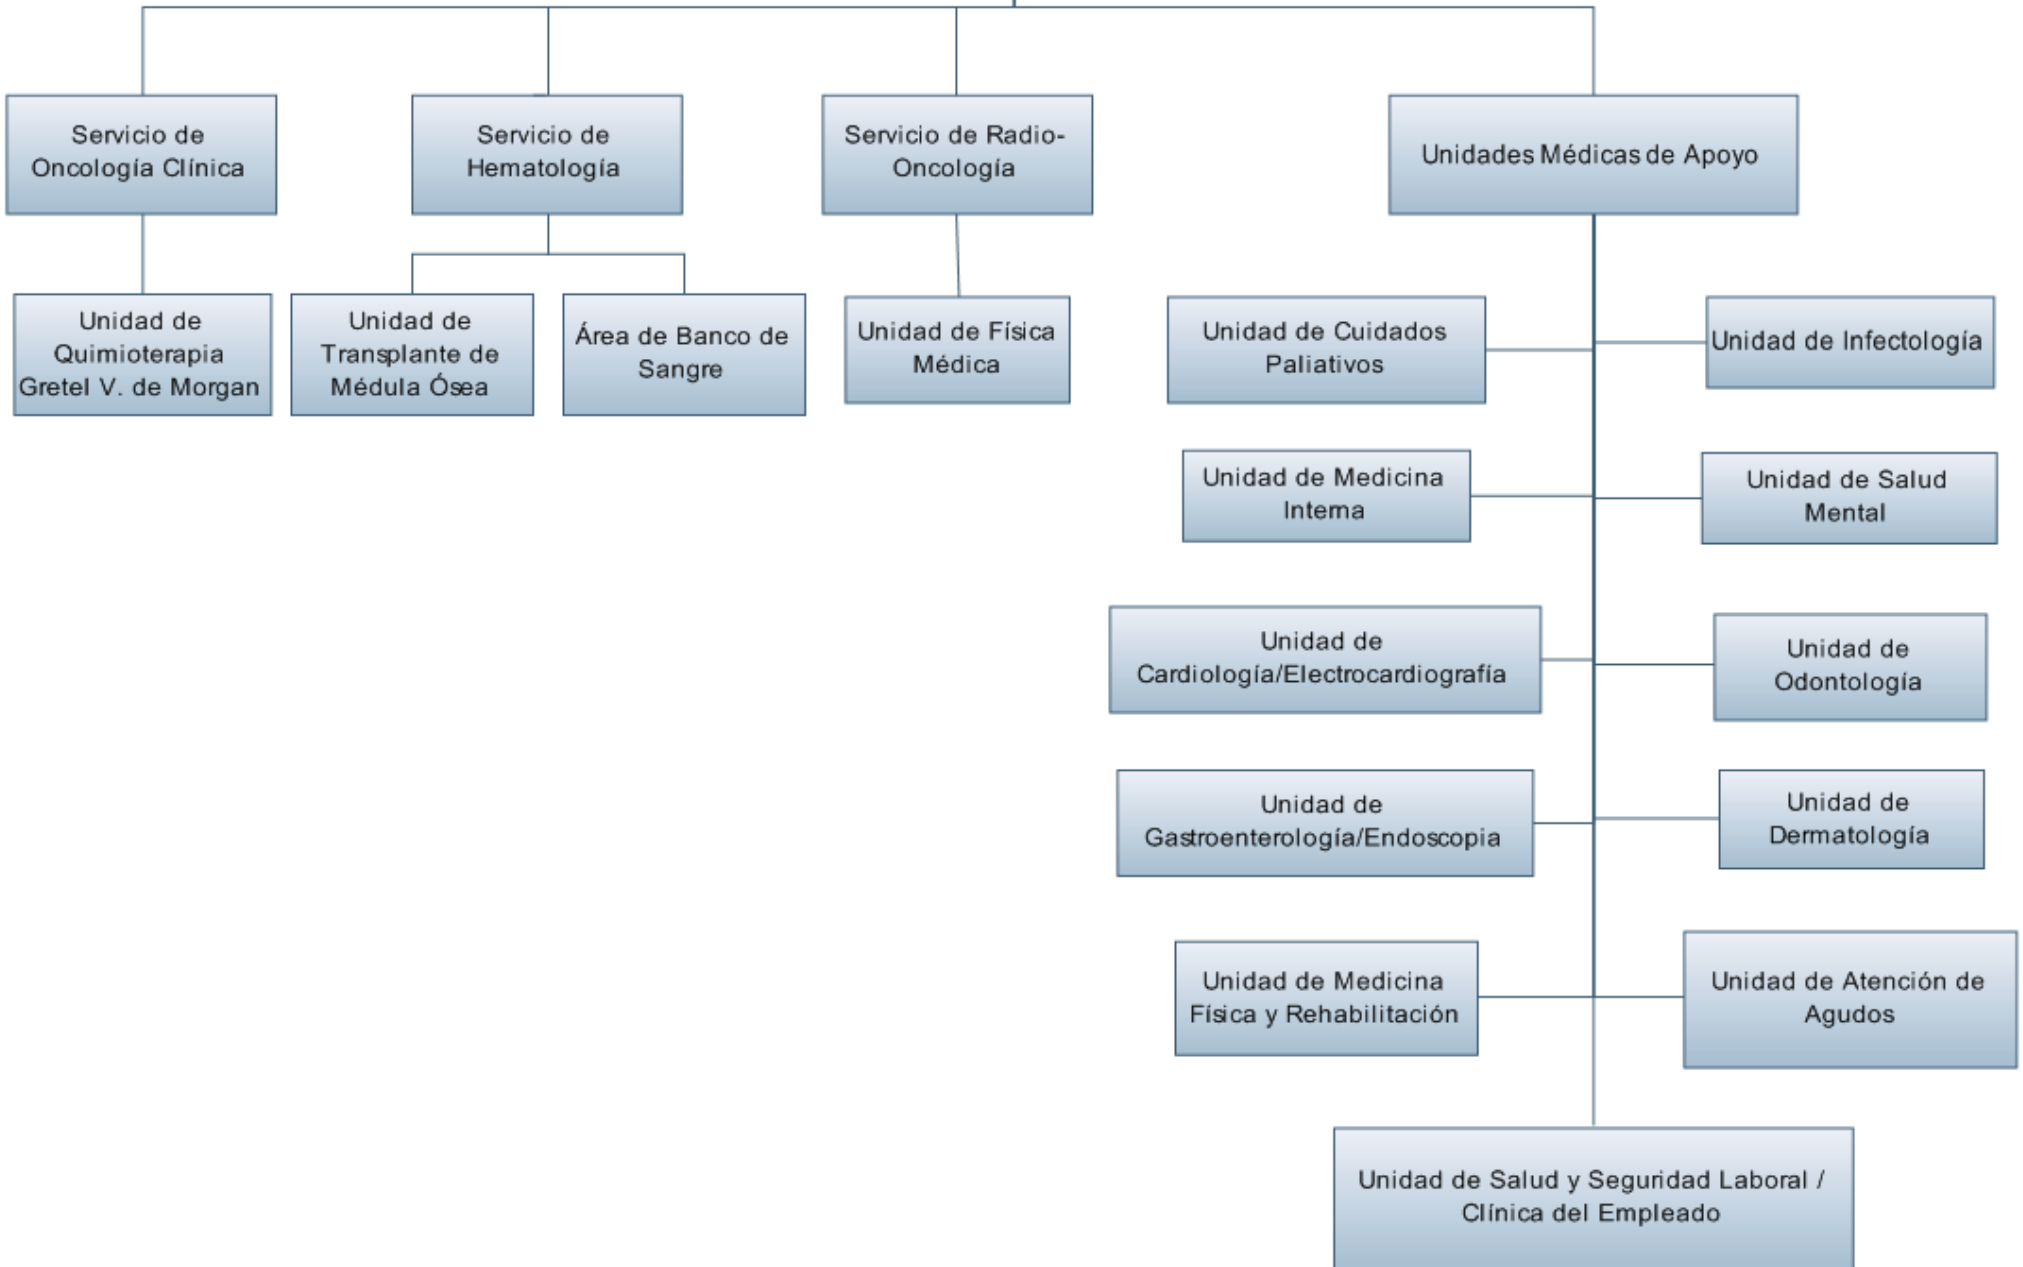 Servicio de
Oncología Clínica
Servicio de
Hematología
Servicio de Radio-
Oncología
Unidades Médicas de Apoyo
Unidad de
Quimioterapia
Gretel V. de Morgan
Unidad de
Transplante de
Médula Ósea
Área de Banco de
Sangre
Unidad de Física
Médica
Unidad de Cuidados
Paliativos
Unidad de Infectología
Unidad de Medicina
Interna
Unidad de Salud
Mental
Unidad de
Cardiología/Electrocardiografía
Unidad de
Odontología
Unidad de
Gastroenterología/Endoscopia
Unidad de
Dermatología
Unidad de Medicina
Física y Rehabilitación
Unidad de Atención de
Agudos
Unidad de Salud y Seguridad Laboral /
Clínica del Empleado